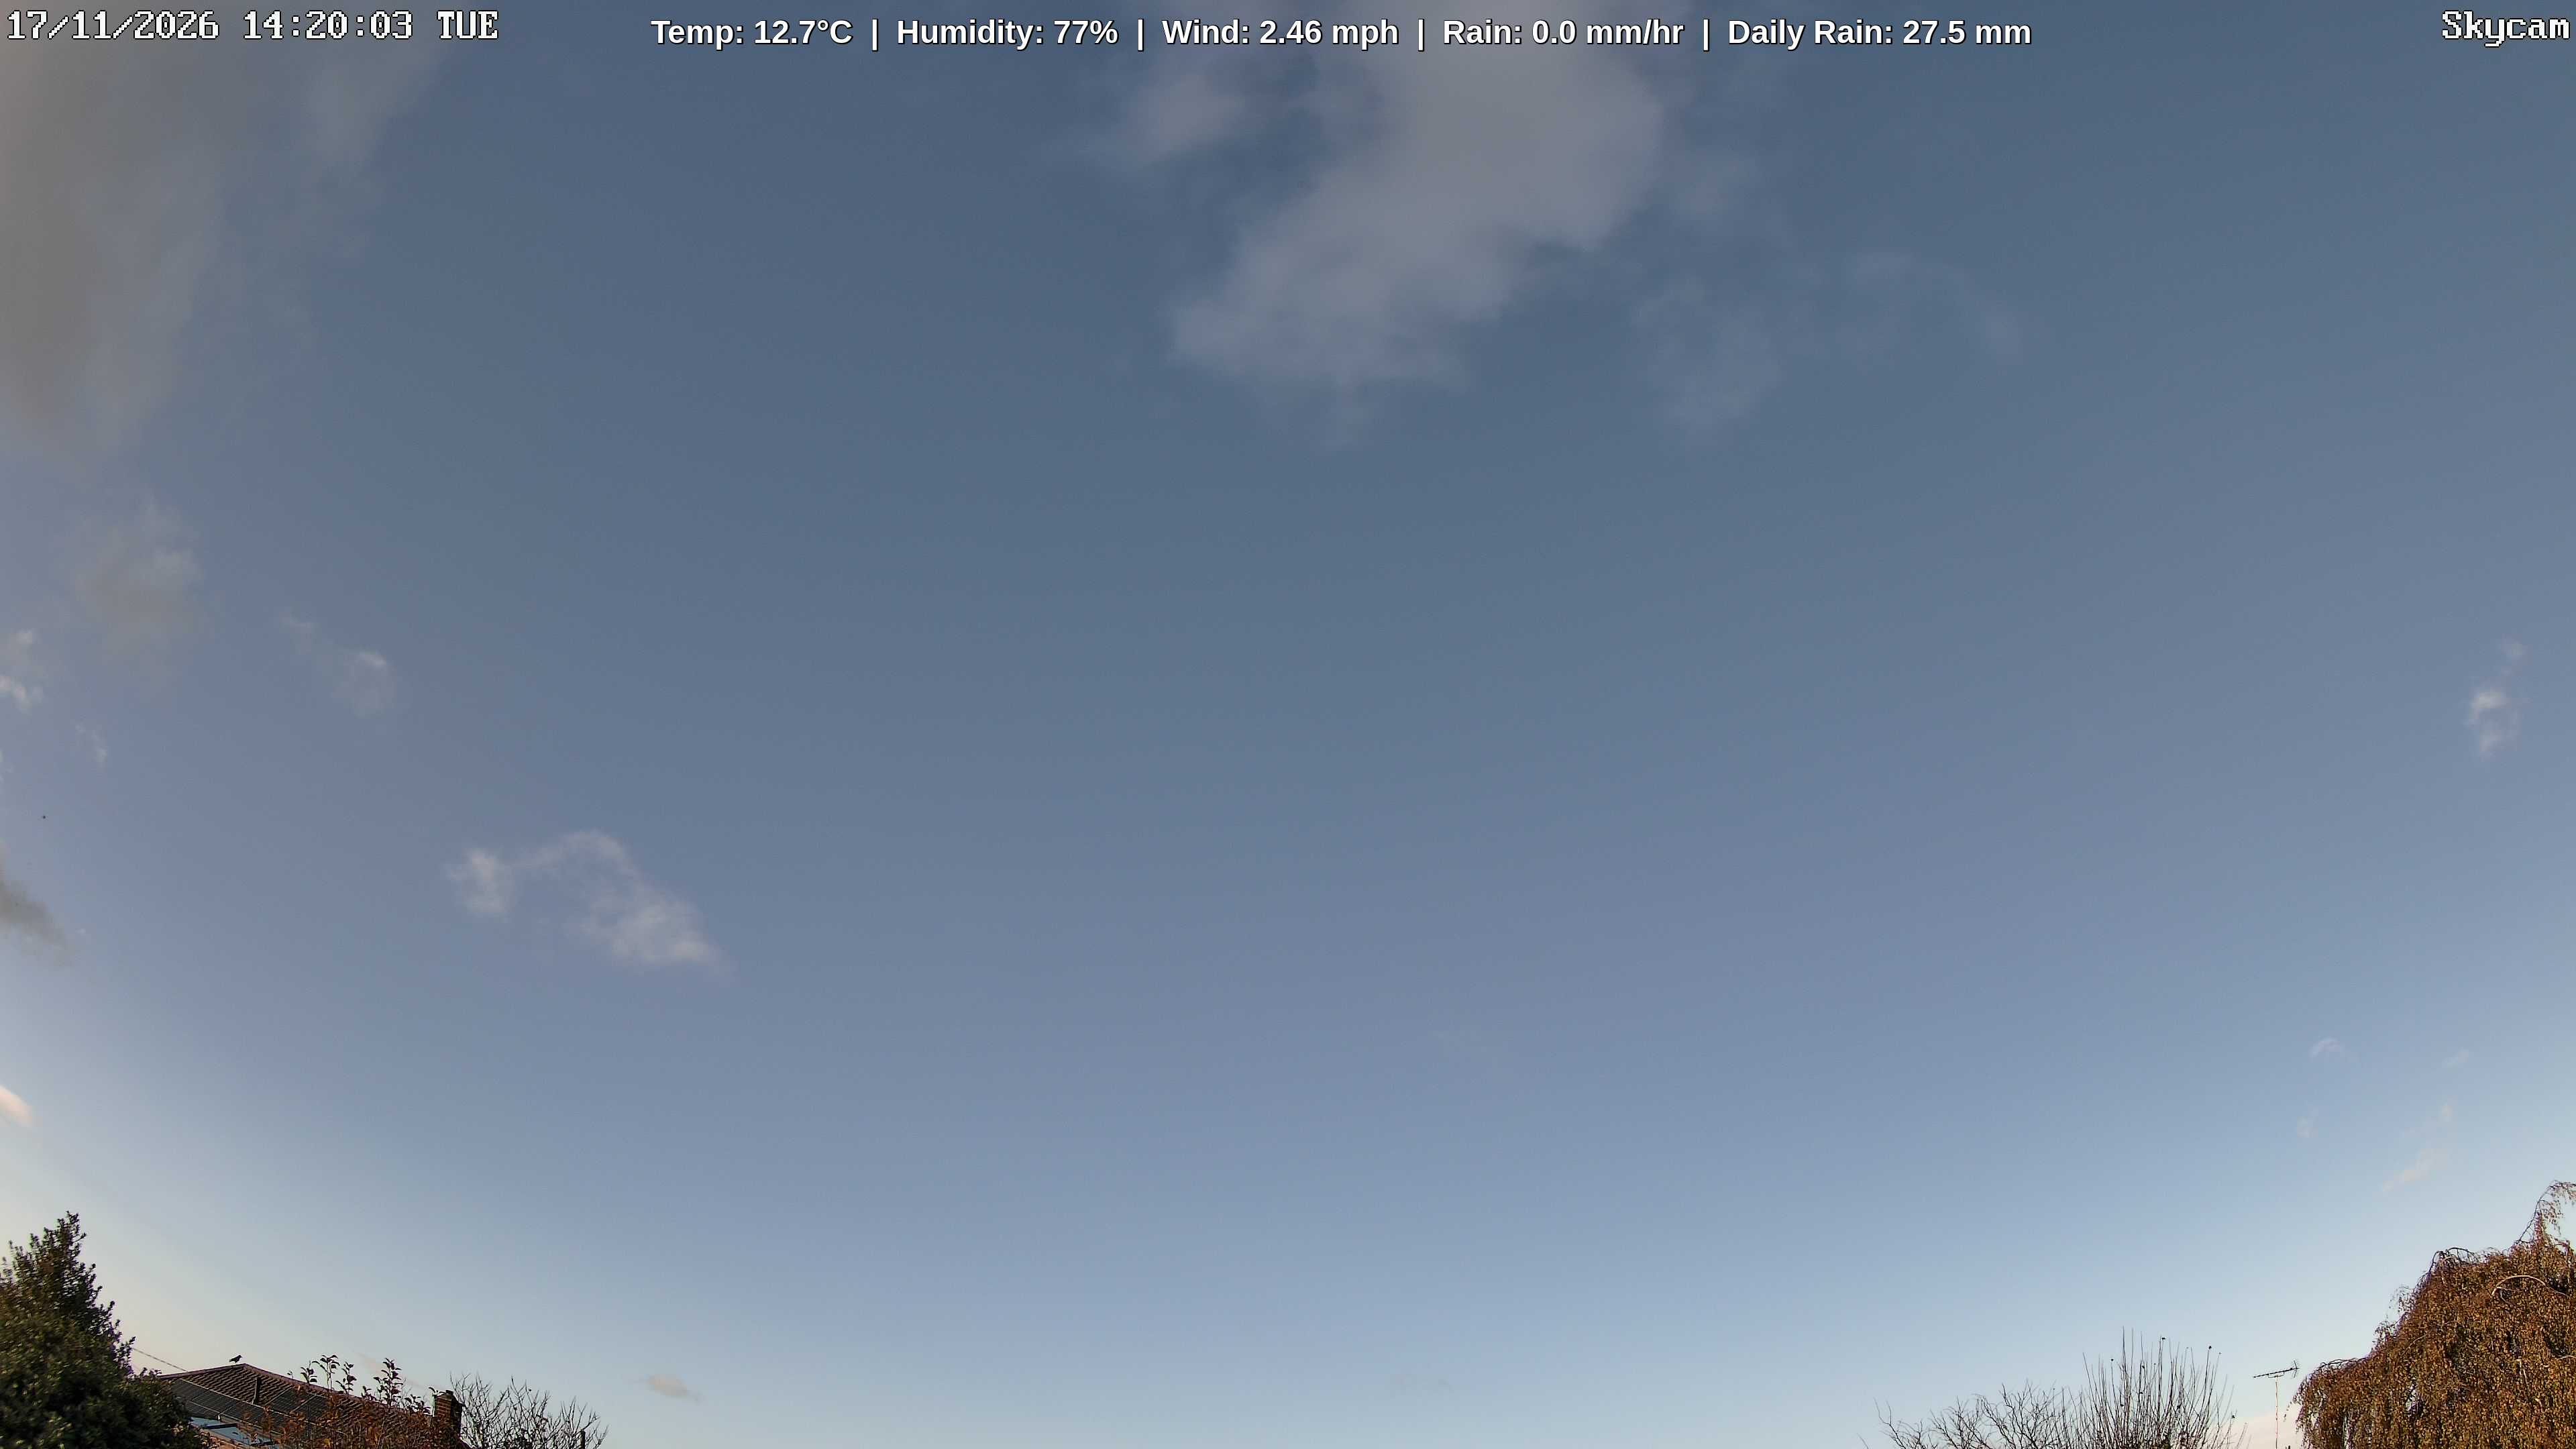 17/11/2026 14:20:03 TUE
Temp: 12.7°C | Humidity: 77% | Wind: 2.46 mph | Rain: 0.0 mm/hr | Daily Rain: 27.5 mm
Skycam